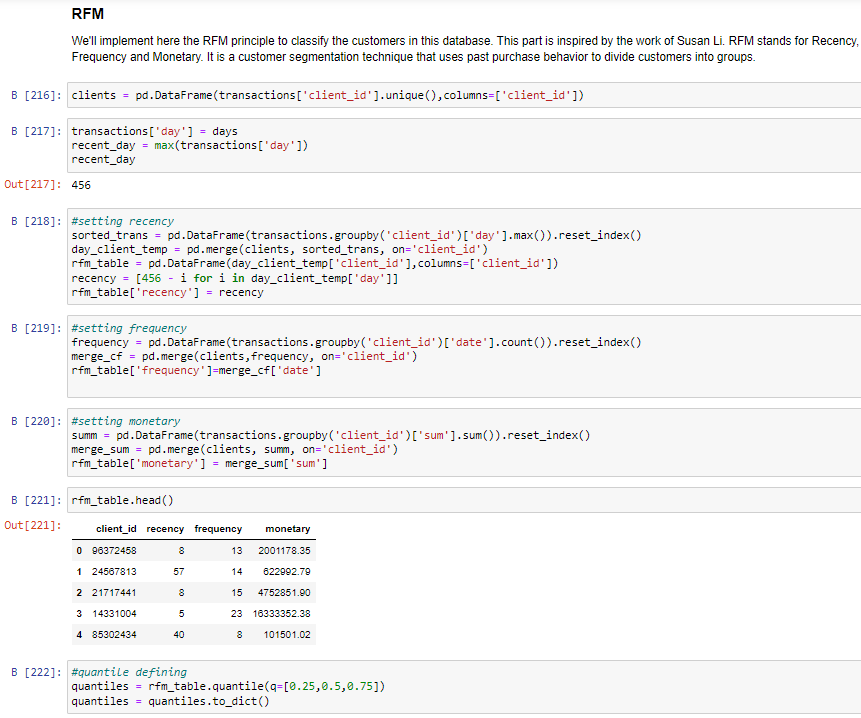 RFM
We'll implement here the RFM principle to classify the customers in this database. This part is inspired by the work of Susan Li. RFM stands for Recency,
Frequency and Monetary. It is a customer segmentation technique that uses past purchase behavior to divide customers into groups.
В [216]: clients = pd.DataFrame(transactions['client_id'].unique(),columns=['client_id'])
В [217]: transactions['day'] = days
recent_day = max(transactions['day'])
recent_day
Out[217]: 456
В [218]: #setting recency
sorted_trans = pd.DataFrame(transactions.groupby('client_id')['day'].max()).reset_index()
day_client_temp = pd.merge(clients, sorted_trans, on='client_id')
rfm_table = pd.DataFrame(day_client_temp['client_id'],columns=['client_id'])
recency = [456 - i for i in day_client_temp['day']]
rfm_table['recency'] = recency
В [219]: #setting frequency
frequency = pd.DataFrame(transactions.groupby('client_id')['date'].count()).reset_index()
merge_cf = pd.merge(clients,frequency, on='client_id')
rfm_table['frequency']=merge_cf['date']
В [220]: #setting monetary
summ = pd.DataFrame(transactions.groupby('client_id')['sum'].sum()).reset_index()
merge_sum = pd.merge(clients, summ, on='client_id')
rfm_table['monetary'] = merge_sum['sum']
В [221]: rfm_table.head()
Out[221]:
client_id recency frequency monetary
0 96372458 8 13 2001178.35
1 24567813 57 14 622992.79
2 21717441 8 15 4752851.90
3 14331004 5 23 16333352.38
4 85302434 40 8 101501.02
В [222]: #quantile defining
quantiles = rfm_table.quantile(q=[0.25,0.5,0.75])
quantiles = quantiles.to_dict()